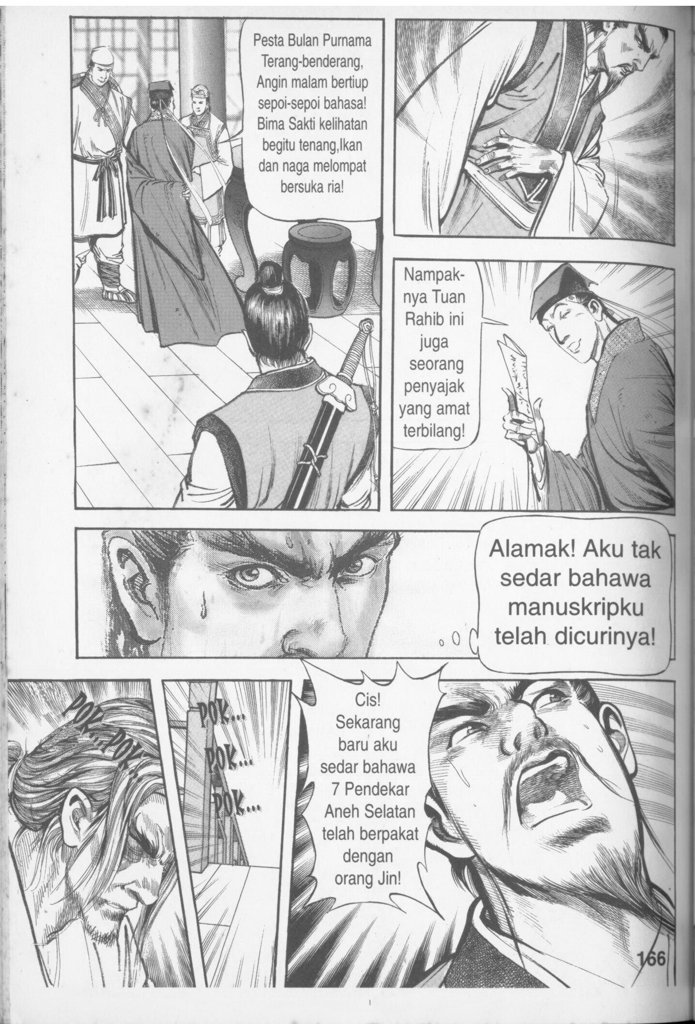 Pesta Bulan Purnama
Terang-benderang,
Angin malam bertiup
sepoi-sepoi bahasa!
Bima Sakti kelihatan
begitu tenang,Ikan
dan naga melompat
bersuka ria!
Nampak-
nya Tuan
Rahib ini
juga
seorang
penyajak
yang amat
terbilang!
Alamak! Aku tak
sedar bahawa
manuskripku
telah dicurinya!
POK...POK...
POK...
POK...
POK...
Cis!
Sekarang
baru aku
sedar bahawa
7 Pendekar
Aneh Selatan
telah berpakat
dengan
orang Jin!
166